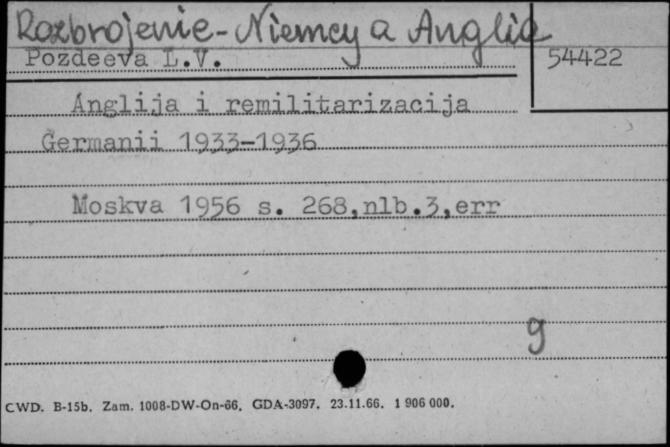 Rozbrojenie - Niemcy a Anglia
Pozdeeva L.V.
54422
Anglija i remilitarizacija
Germanii 1933-1936
Moskva 1956 s. 268,nlb.3,err
g
CWD. B-15b. Zam. 1008-DW-On-66. GDA-3097. 23.11.66. 1 906 000.